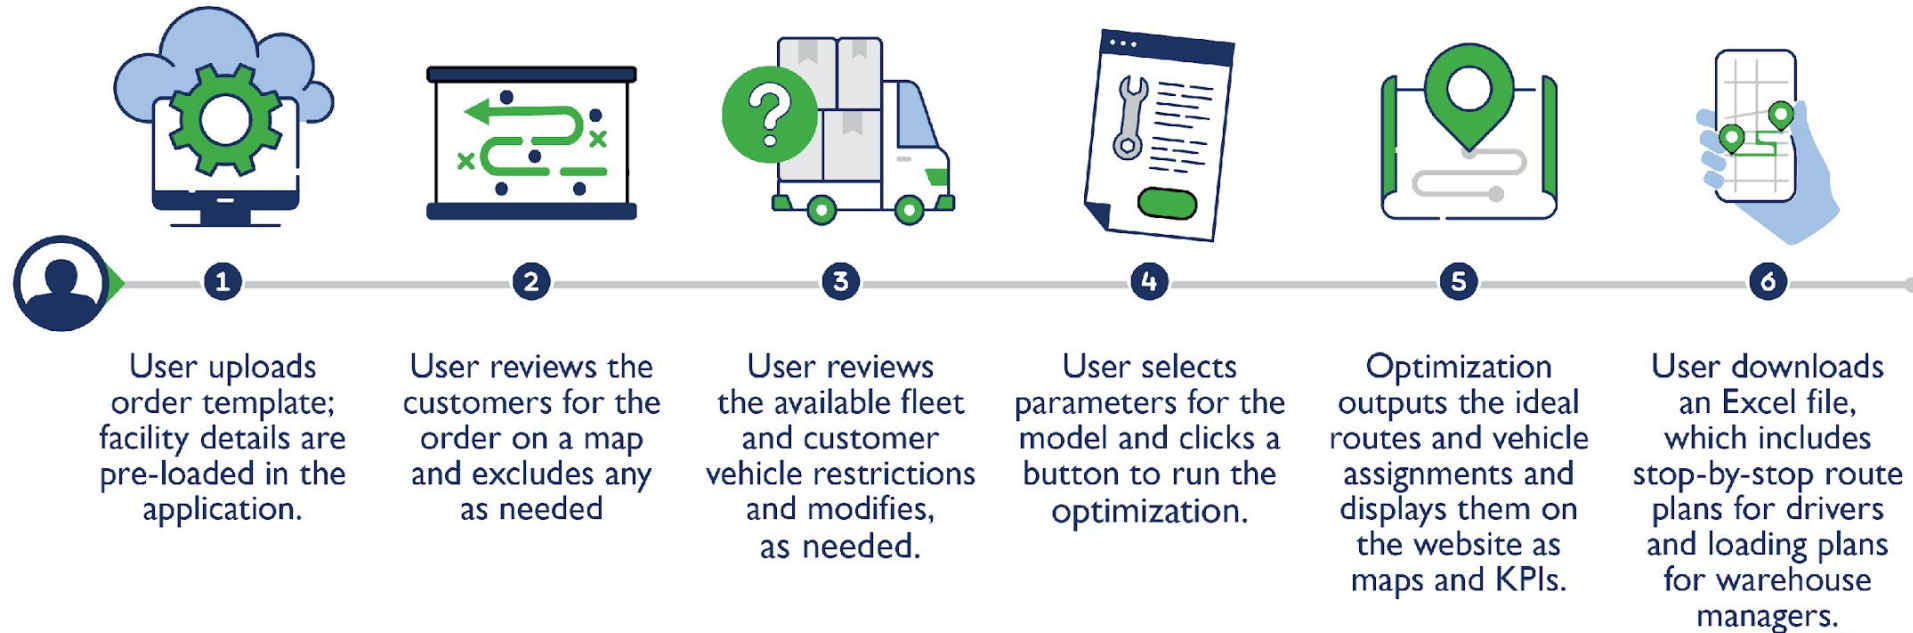 ?
1
2
3
4
5
6
User uploads
order template;
facility details are
pre-loaded in the
application.
User reviews the
customers for the
order on a map
and excludes any
as needed
User reviews
the available fleet
and customer
vehicle restrictions
and modifies,
as needed.
User selects
parameters for the
model and clicks a
button to run the
optimization.
Optimization
outputs the ideal
routes and vehicle
assignments and
displays them on
the website as
maps and KPIs.
User downloads
an Excel file,
which includes
stop-by-stop route
plans for drivers
and loading plans
for warehouse
managers.